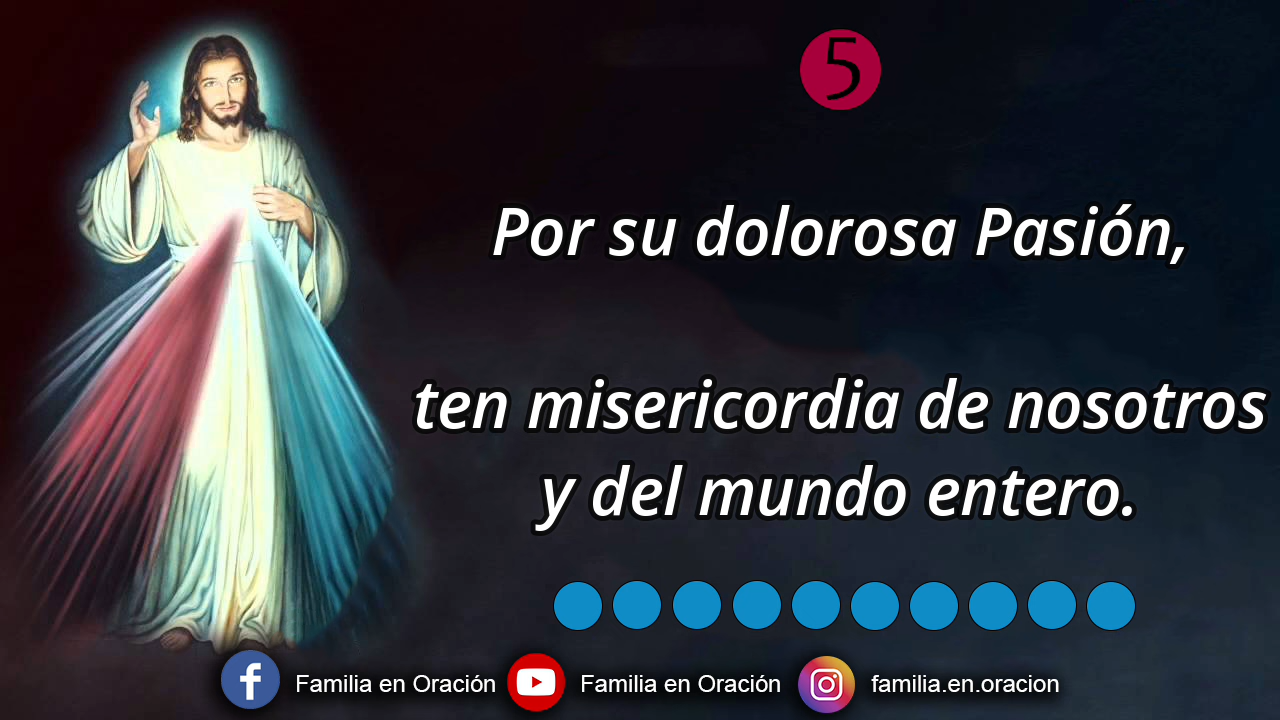 5
Por su dolorosa Pasión,
ten misericordia de nosotros
y del mundo entero.
Familia en Oración Familia en Oración familia.en.oracion